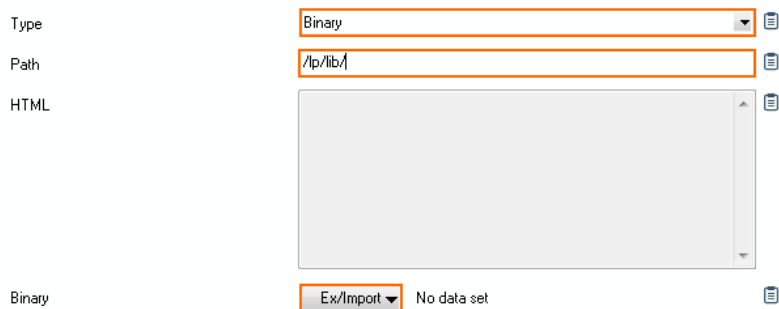 Type Binary
Path /lp/lib/
HTML
Binary Ex/Import No data set